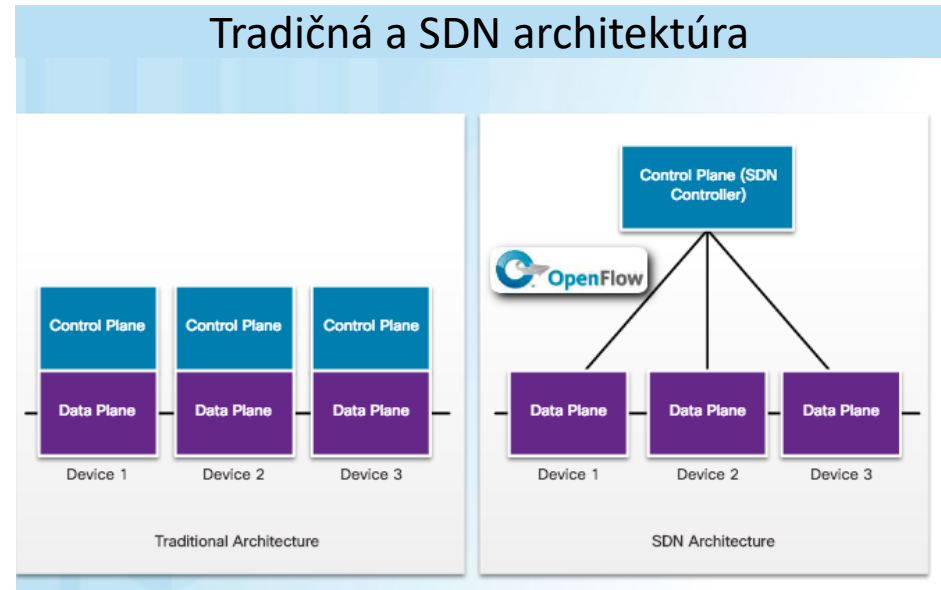 Tradičná a SDN architektúra
Control Plane
Control Plane
Control Plane
Data Plane
Data Plane
Data Plane
Device 1
Device 2
Device 3
Traditional Architecture
Control Plane (SDN
Controller)
OpenFlow
Data Plane
Data Plane
Data Plane
Device 1
Device 2
Device 3
SDN Architecture